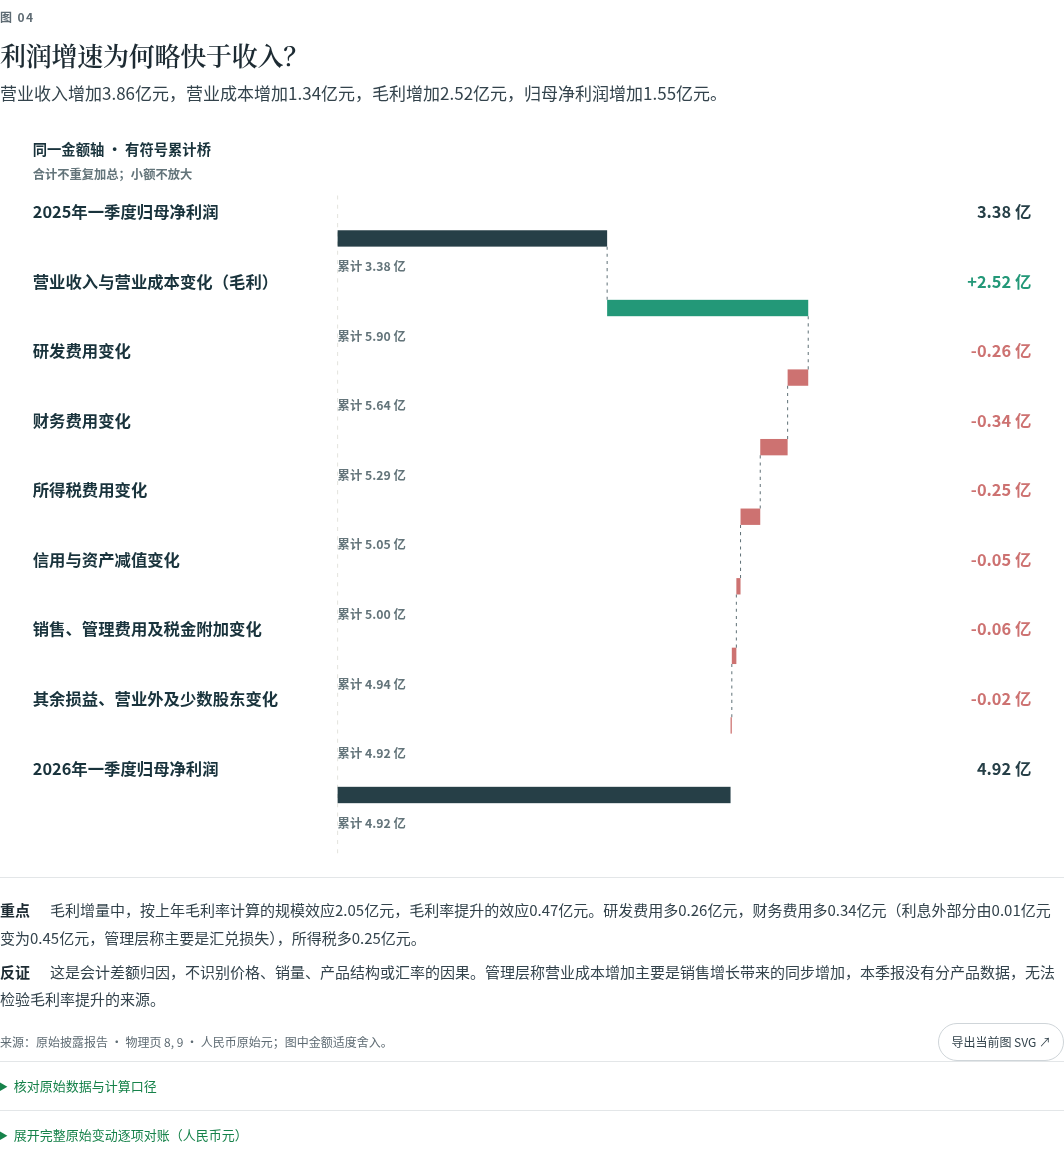 图 04
利润增速为何略快于收入？
营业收入增加3.86亿元，营业成本增加1.34亿元，毛利增加2.52亿元，归母净利润增加1.55亿元。
同一金额轴 · 有符号累计桥
合计不重复加总；小额不放大
2025年一季度归母净利润 3.38 亿
累计 3.38 亿
营业收入与营业成本变化（毛利） +2.52 亿
累计 5.90 亿
研发费用变化 -0.26 亿
累计 5.64 亿
财务费用变化 -0.34 亿
累计 5.29 亿
所得税费用变化 -0.25 亿
累计 5.05 亿
信用与资产减值变化 -0.05 亿
累计 5.00 亿
销售、管理费用及税金附加变化 -0.06 亿
累计 4.94 亿
其余损益、营业外及少数股东变化 -0.02 亿
累计 4.92 亿
2026年一季度归母净利润 4.92 亿
累计 4.92 亿
重点 毛利增量中，按上年毛利率计算的规模效应2.05亿元，毛利率提升的效应0.47亿元。研发费用多0.26亿元，财务费用多0.34亿元（利息外部分由0.01亿元
变为0.45亿元，管理层称主要是汇兑损失），所得税多0.25亿元。
反证 这是会计差额归因，不识别价格、销量、产品结构或汇率的因果。管理层称营业成本增加主要是销售增长带来的同步增加，本季报没有分产品数据，无法
检验毛利率提升的来源。
来源：原始披露报告 · 物理页 8, 9 · 人民币原始元；图中金额适度舍入。
导出当前图 SVG ↗
▶ 核对原始数据与计算口径
▶ 展开完整原始变动逐项对账（人民币元）